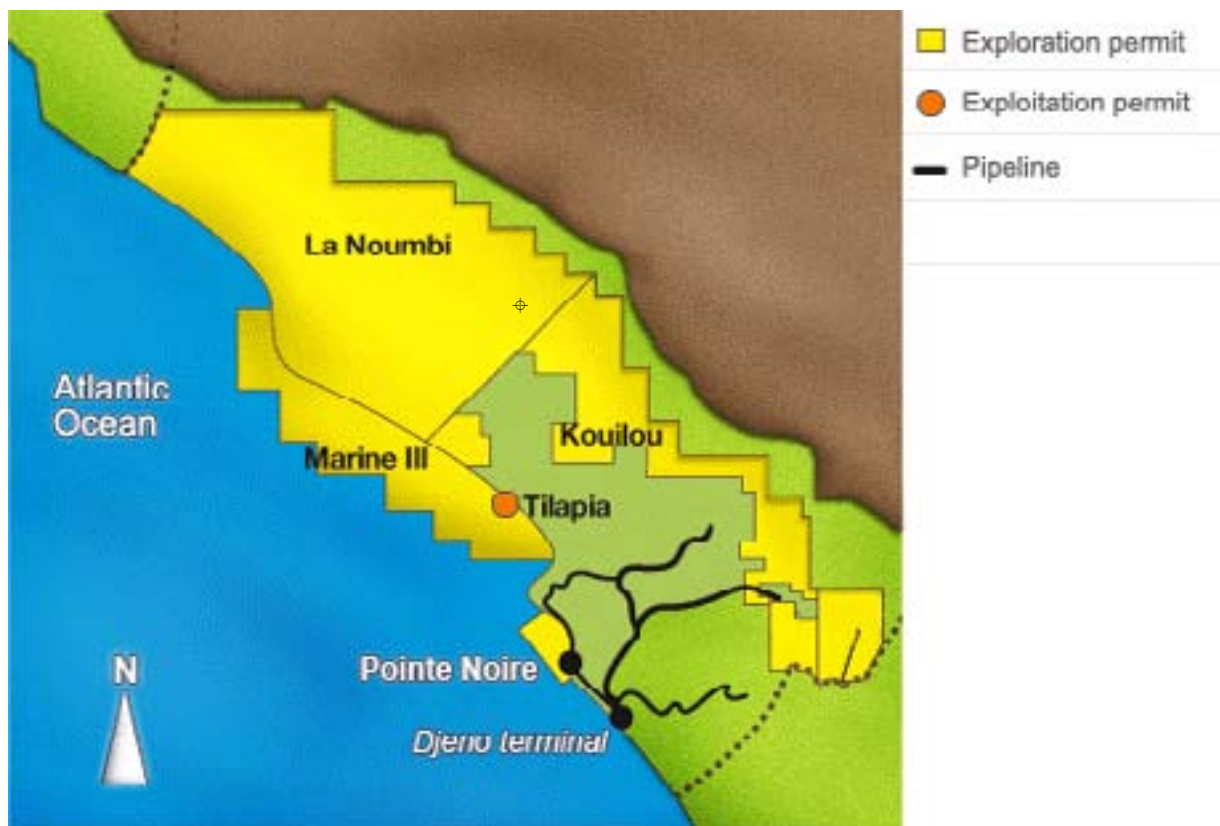 Exploration permit
Exploitation permit
Pipeline
La Noumbi
Atlantic
Ocean
Kouilou
Marine III
Tilapia
Pointe Noire
N
Djeno terminal